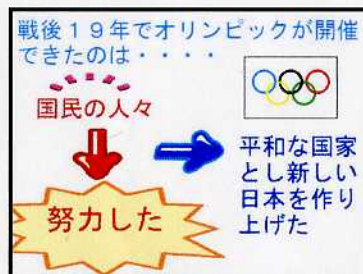 戦後１９年でオリンピックが開催
できたのは・・・・
国民の人々
努力した
平和な国家
とし新しい
日本を作り
上げた